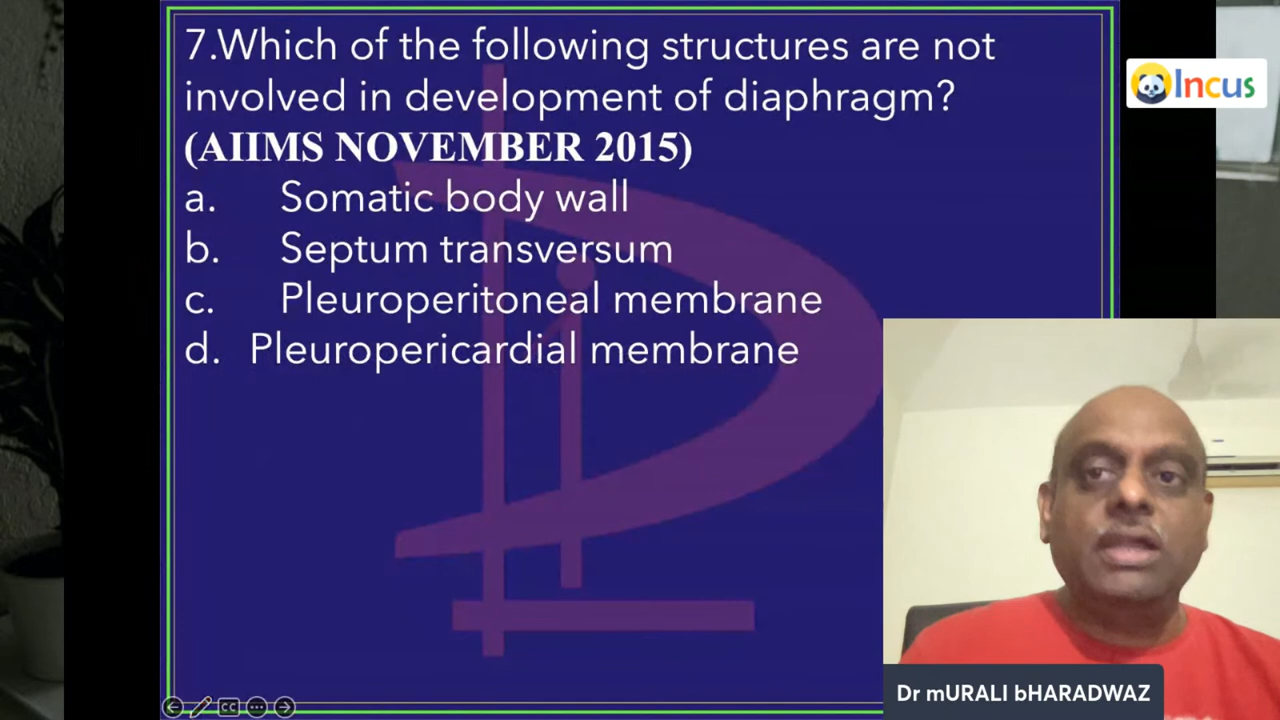 7.Which of the following structures are not
involved in development of diaphragm?
(AIIMS NOVEMBER 2015)
a. Somatic body wall
b. Septum transversum
c. Pleuroperitoneal membrane
d. Pleuropericardial membrane
Incus
CC
Dr mURALI bHARADWAZ